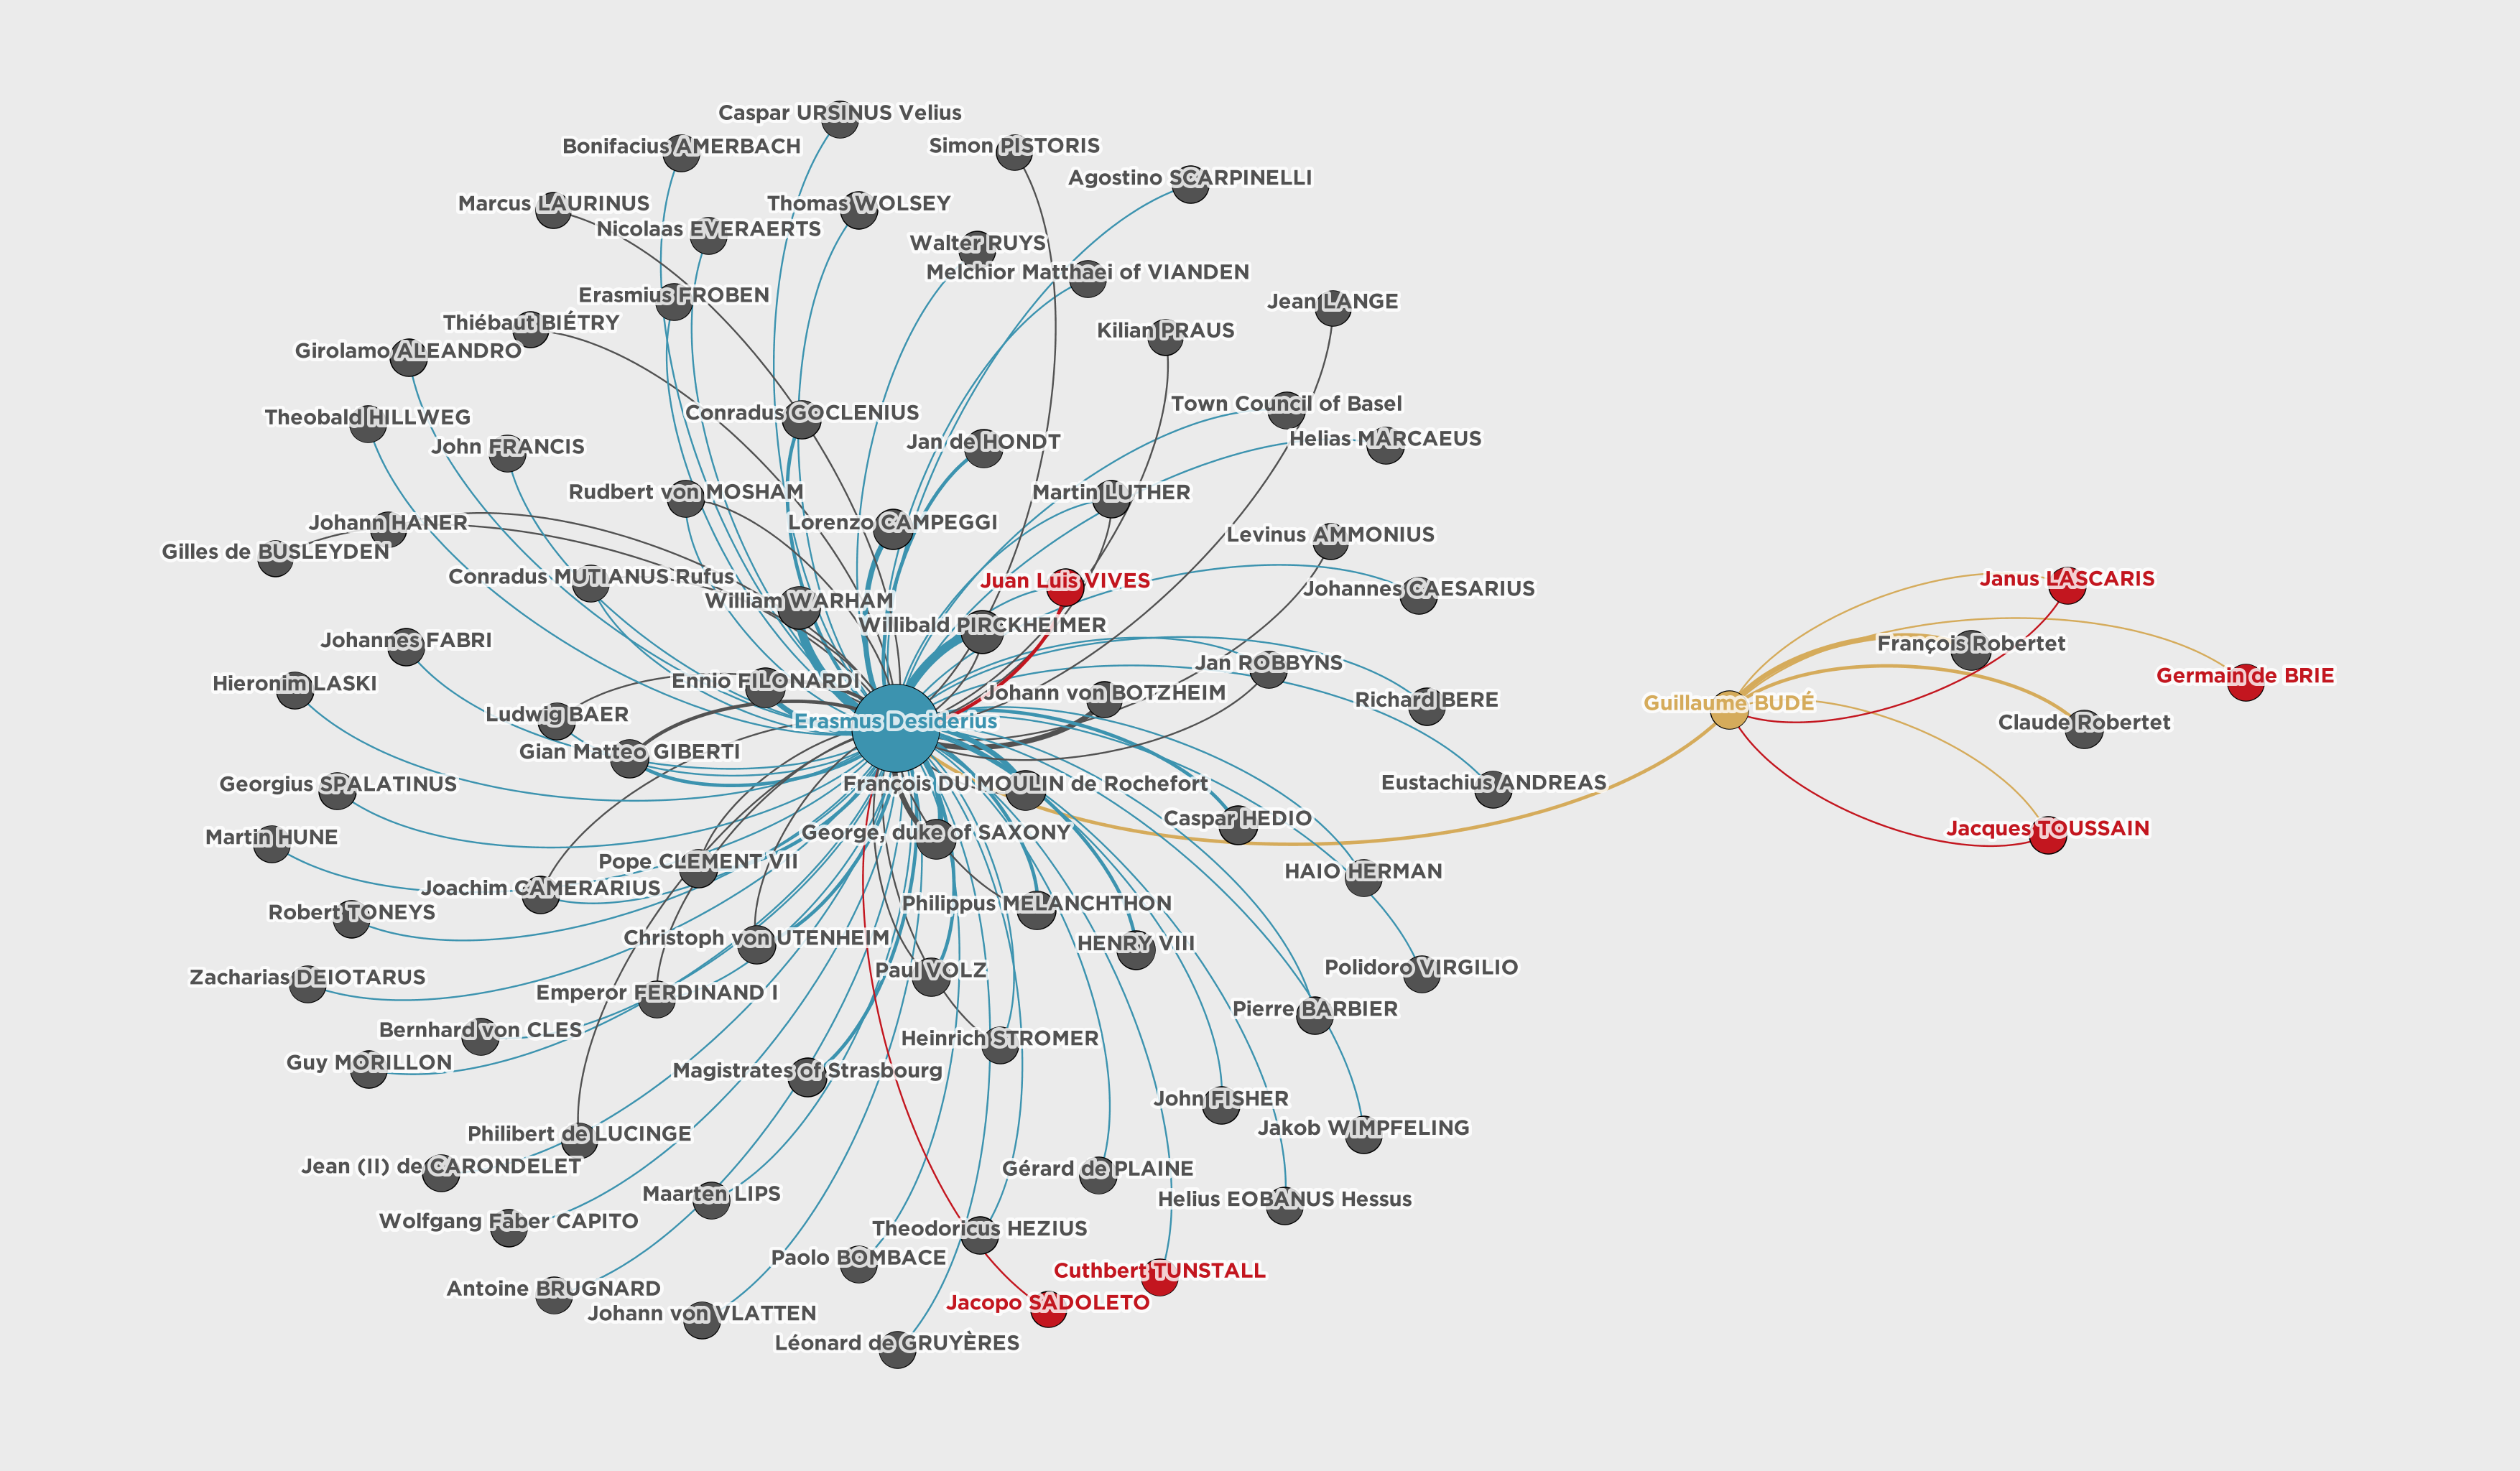 Caspar URSINUS Velius
Bonifacius AMERBACH
Simon PISTORIS
Agostino SCARPINELLI
Marcus LAURINUS
Thomas WOLSEY
Nicolaas EVERAERTS
Walter RUYS
Melchior Matthaei of VIANDEN
Erasmius FROBEN
Jean LANGE
Thiébaut BIÉTRY
Kilian PRAUS
Girolamo ALEANDRO
Town Council of Basel
Conradus GOCLENIUS
Theobald HILLWEG
Helias MARCAEUS
Jan de HONDT
John FRANCIS
Rudbert von MOSHAM
Martin LUTHER
Johann HANER
Lorenzo CAMPEGGI
Levinus AMMONIUS
Gilles de BUSLEYDEN
Conradus MUTIANUS Rufus
Juan Luis VIVES
Janus LASCARIS
Johannes CAESARIUS
William WARHAM
Willibald PIRCKHEIMER
Johannes FABRI
François Robertet
Jan ROBBYNS
Germain de BRIE
Hieronim LASKI
Ennio FILONARDI
Johann von BOTZHEIM
Richard BERE
Guillaume BUDÉ
Ludwig BAER
Erasmus Desiderius
Claude Robertet
Gian Matteo GIBERTI
Georgius SPALATINUS
François DU MOULIN de Rochefort
Eustachius ANDREAS
Caspar HEDIO
Jacques TOUSSAIN
Martin HUNE
George, duke of SAXONY
Pope CLEMENT VII
HAIO HERMAN
Joachim CAMERARIUS
Philippus MELANCHTHON
Robert TONEYS
Christoph von UTENHEIM
HENRY VIII
Paul VOLZ
Polidoro VIRGILIO
Zacharias DEIOTARUS
Emperor FERDINAND I
Pierre BARBIER
Bernhard von CLES
Heinrich STROMER
Guy MORILLON
Magistrates of Strasbourg
John FISHER
Jakob WIMPFELING
Philibert de LUCINGE
Jean (II) de CARONDELET
Gérard de PLAINE
Maarten LIPS
Helius EOBANUS Hessus
Wolfgang Faber CAPITO
Theodoricus HEZIUS
Paolo BOMBACE
Cuthbert TUNSTALL
Antoine BRUGNARD
Jacopo SADOLETO
Johann von VLATTEN
Léonard de GRUYÈRES